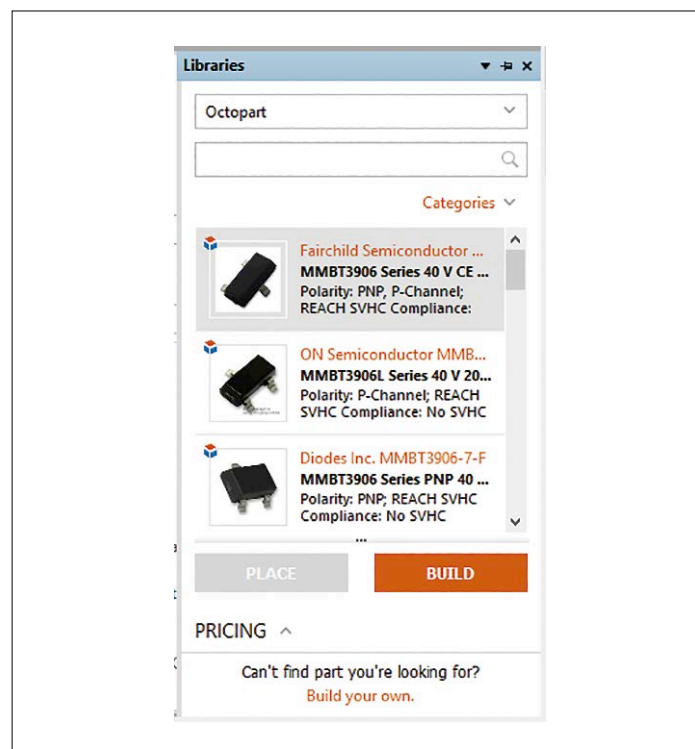 Libraries
Octopart
Categories
Fairchild Semiconductor ...
MMBT3906 Series 40 V CE ...
Polarity: PNP, P-Channel;
REACH SVHC Compliance:
ON Semiconductor MMB...
MMBT3906L Series 40 V 20...
Polarity: P-Channel; REACH
SVHC Compliance: No SVHC
Diodes Inc. MMBT3906-7-F
MMBT3906 Series PNP 40 ...
Polarity: PNP; REACH SVHC
Compliance: No SVHC
...
PLACE
BUILD
PRICING
Can't find part you're looking for?
Build your own.